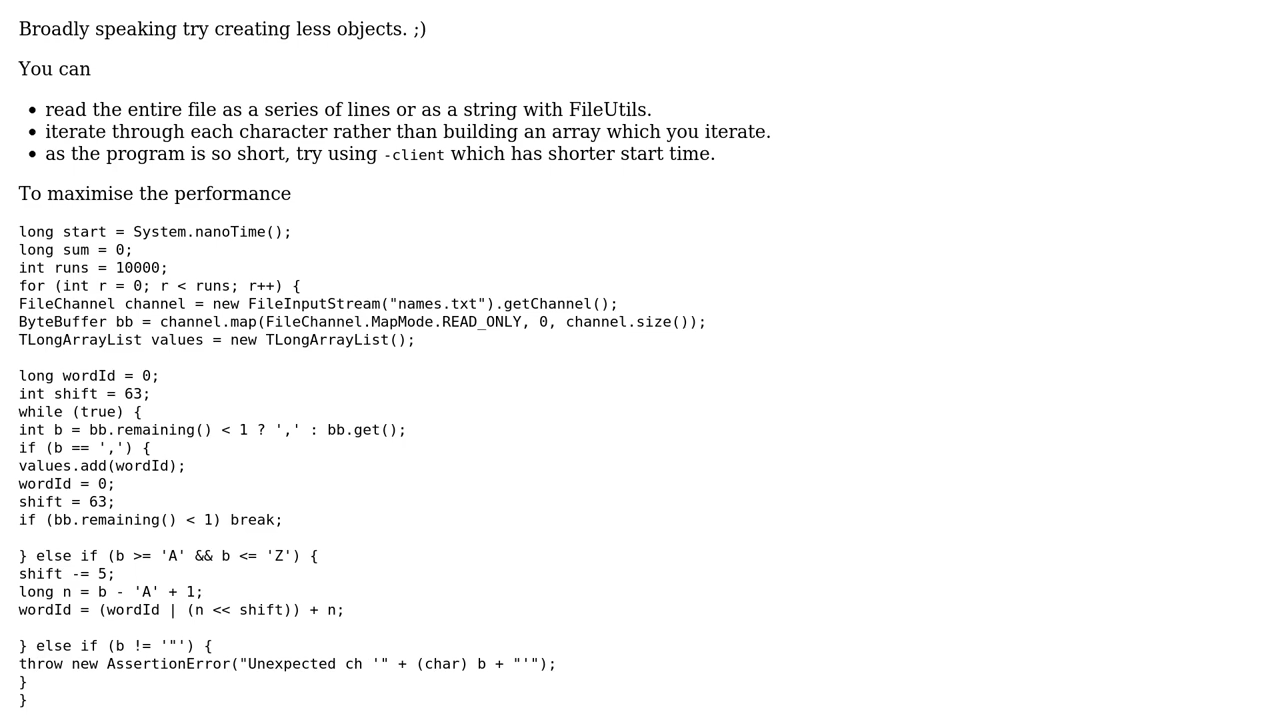 Broadly speaking try creating less objects. ;)
You can
• read the entire file as a series of lines or as a string with FileUtils.
• iterate through each character rather than building an array which you iterate.
• as the program is so short, try using -client which has shorter start time.
To maximise the performance
long start = System.nanoTime();
long sum = 0;
int runs = 10000;
for (int r = 0; r < runs; r++) {
FileChannel channel = new FileInputStream("names.txt").getChannel();
ByteBuffer bb = channel.map(FileChannel.MapMode.READ_ONLY, 0, channel.size());
TLongArrayList values = new TLongArrayList();
long wordId = 0;
int shift = 63;
while (true) {
int b = bb.remaining() < 1 ? ',' : bb.get();
if (b == ',') {
values.add(wordId);
wordId = 0;
shift = 63;
if (bb.remaining() < 1) break;
} else if (b >= 'A' && b <= 'Z') {
shift -= 5;
long n = b - 'A' + 1;
wordId = (wordId | (n << shift)) + n;
} else if (b != '"') {
throw new AssertionError("Unexpected ch '" + (char) b + "'");
}
}